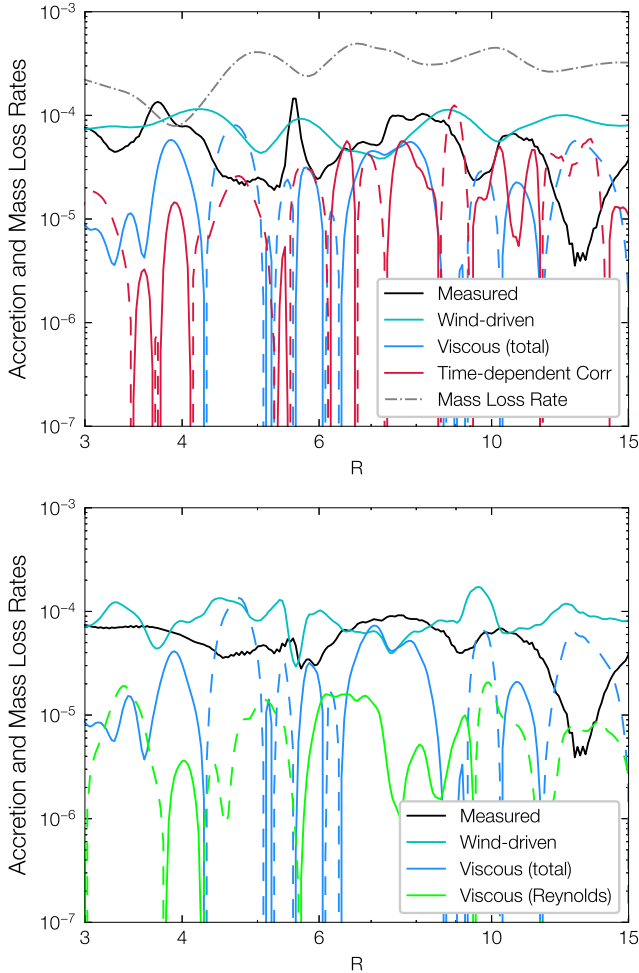 10^-3
10^-4
10^-5
10^-6
10^-7
Accretion and Mass Loss Rates
Measured
Wind-driven
Viscous (total)
Time-dependent Corr
Mass Loss Rate
3 4 6 10 15
R
10^-3
10^-4
10^-5
10^-6
10^-7
Accretion and Mass Loss Rates
Measured
Wind-driven
Viscous (total)
Viscous (Reynolds)
3 4 6 10 15
R